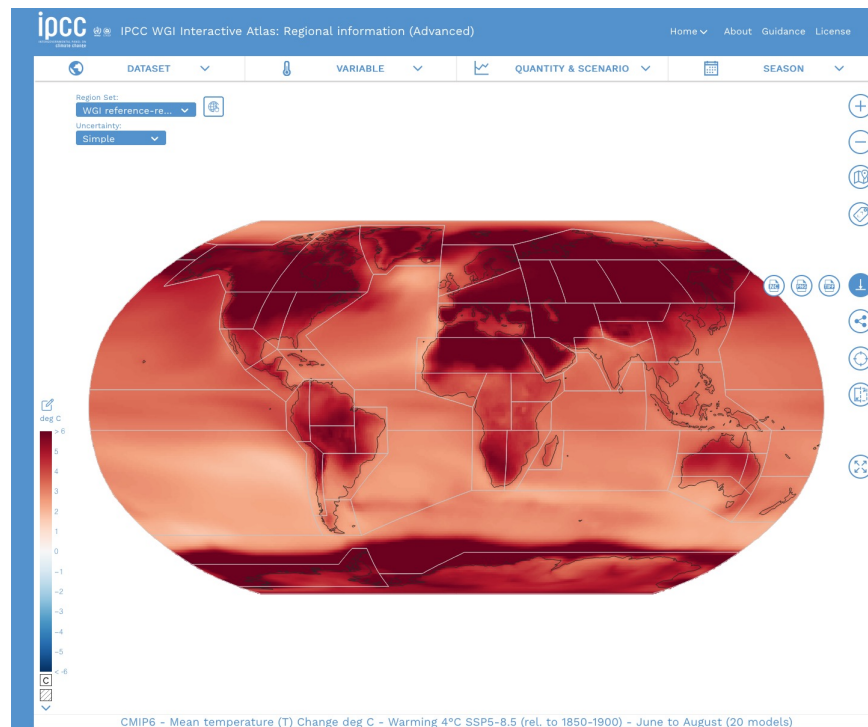 ipcc
IPCC WGI Interactive Atlas: Regional information (Advanced)
Home About Guidance License
DATASET VARIABLE QUANTITY & SCENARIO SEASON
Region Set:
WGI reference-re...
Uncertainty:
Simple
deg C
> 6
5
4
3
2
1
0
-1
-2
-3
-4
-5
< -6
C
CMIP6 - Mean temperature (T) Change deg C - Warming 4°C SSP5-8.5 (rel. to 1850-1900) - June to August (20 models)